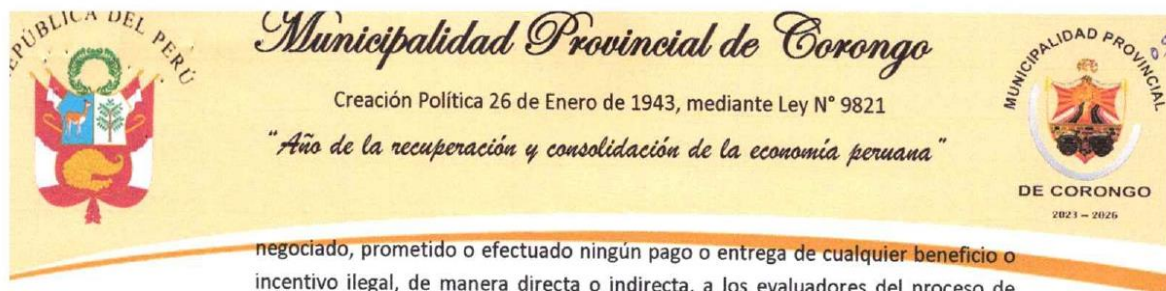 REPÚBLICA DEL PERÚ
Municipalidad Provincial de Corongo
Creación Política 26 de Enero de 1943, mediante Ley N° 9821
"Año de la recuperación y consolidación de la economía peruana"
MUNICIPALIDAD PROVINCIAL
DE CORONGO
2023 – 2026
negociado, prometido o efectuado ningún pago o entrega de cualquier beneficio o
incentivo ilegal, de manera directa o indirecta, a los evaluadores del proceso de